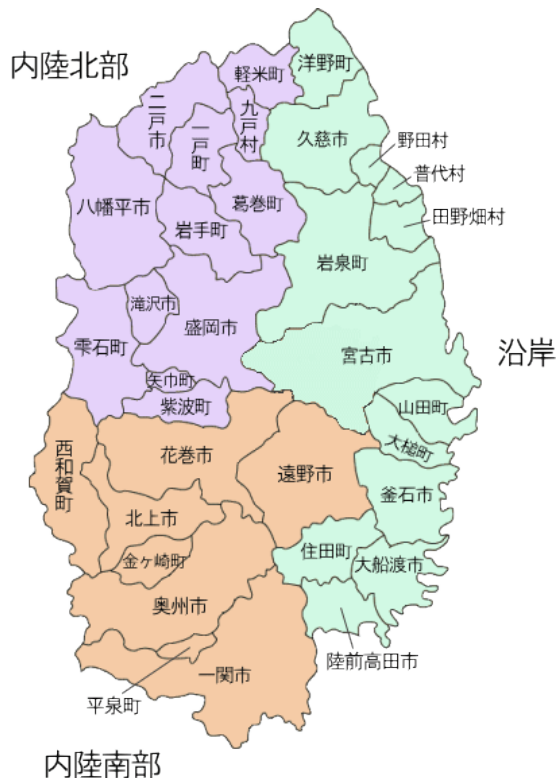 内陸北部
洋野町
軽米町
二戸市
九戸村
一戸町
久慈市
野田村
普代村
葛巻町
八幡平市
田野畑村
岩手町
岩泉町
滝沢市
盛岡市
雫石町
宮古市
沿岸
矢巾町
紫波町
山田町
大槌町
西和賀町
花巻市
遠野市
釜石市
北上市
住田町
金ヶ崎町
大船渡市
奥州市
陸前高田市
一関市
平泉町
内陸南部